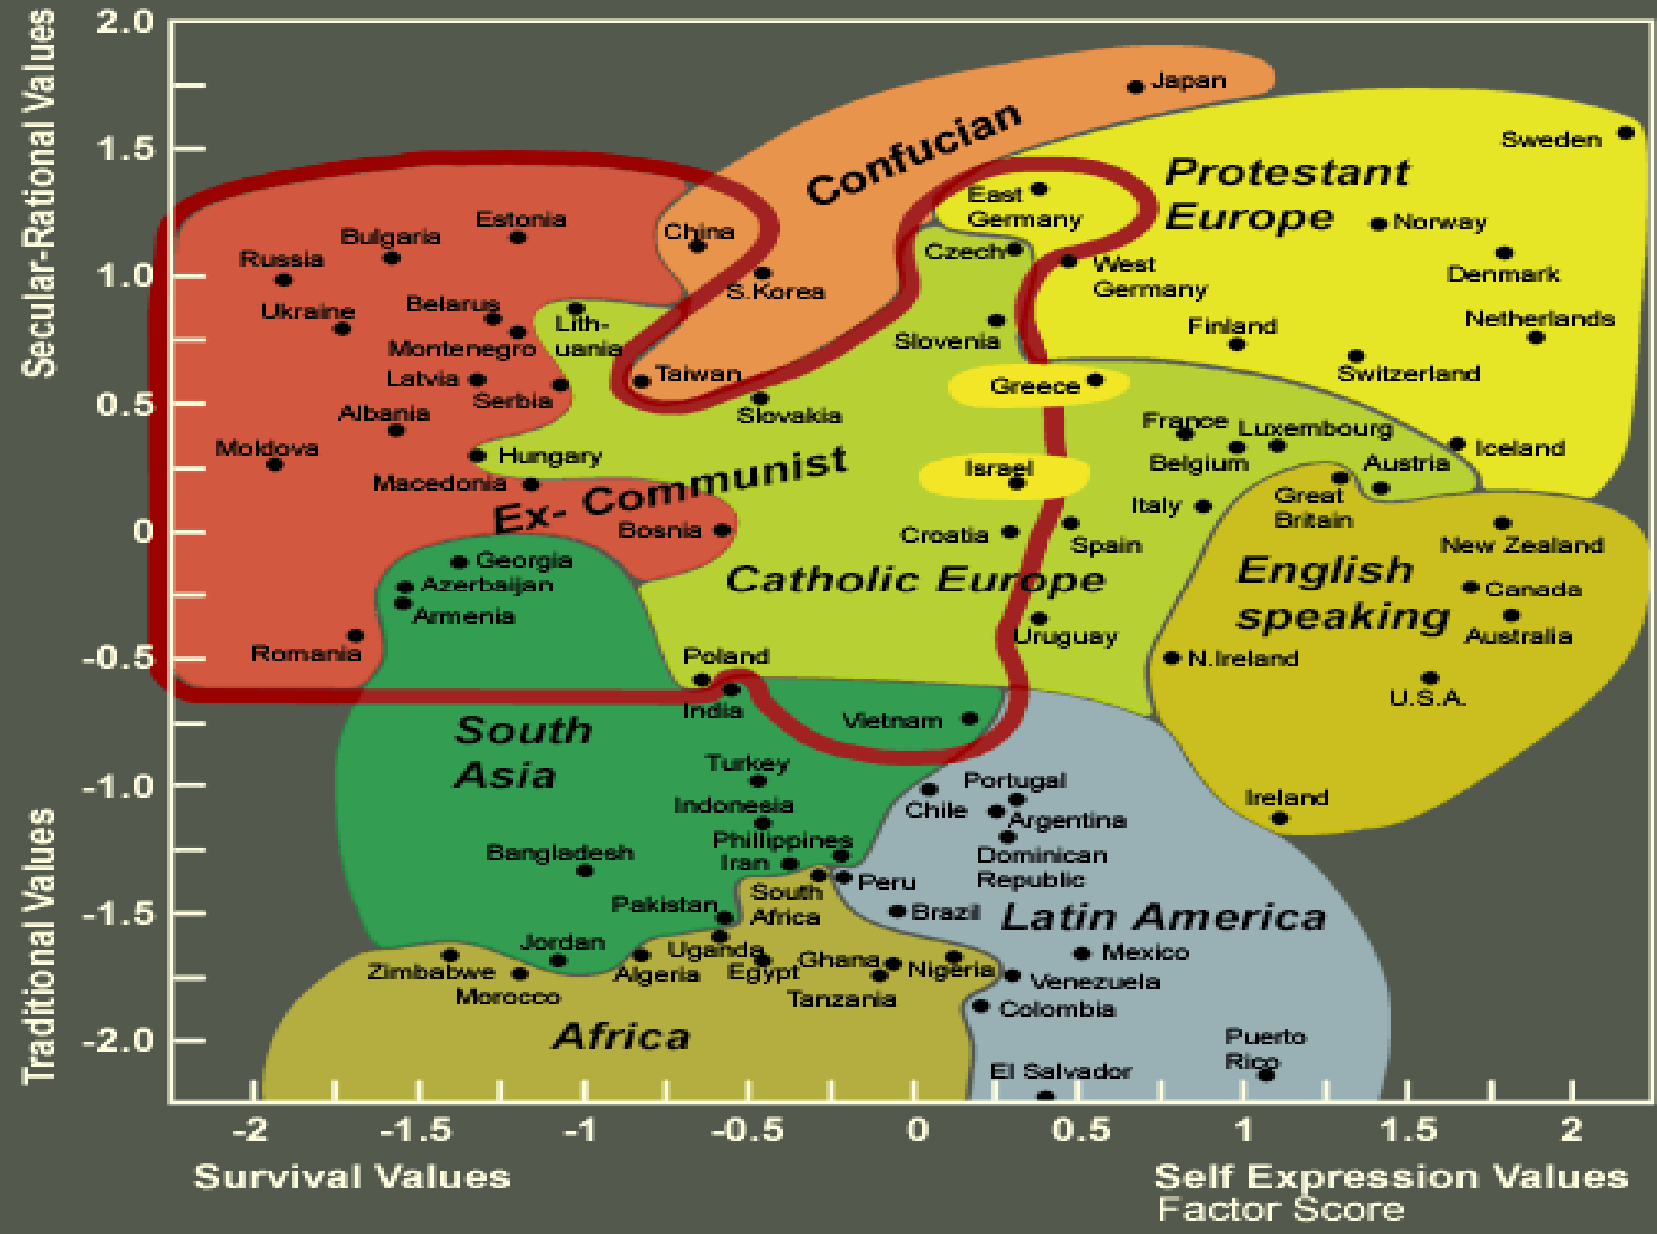 2.0
1.5
1.0
0.5
0
-0.5
-1.0
-1.5
-2.0
Secular-Rational Values
Traditional Values
Japan
Confucian
Sweden
Protestant
Europe
East
Germany
Norway
China
Estonia
Bulgaria
Russia
Czech
West
Germany
Denmark
S.Korea
Ukraine
Belarus
Lith-
uania
Montenegro
Slovenia
Finland
Netherlands
Latvia
Serbia
Taiwan
Greece
Switzerland
Albania
Slovakia
France
Luxembourg
Moldova
Hungary
Belgium
Austria
Iceland
Macedonia
Ex- Communist
Israel
Great
Britain
Italy
Bosnia
Croatia
Spain
New Zealand
Georgia
Catholic Europe
English
speaking
Azerbaijan
Canada
Armenia
Uruguay
Australia
Romania
Poland
N.Ireland
India
U.S.A.
South
Asia
Vietnam
Turkey
Portugal
Indonesia
Chile
Argentina
Ireland
Phillippines
Bangladesh
Iran
Dominican
Republic
Peru
South
Africa
Pakistan
Brazil
Latin America
Jordan
Uganda
Zimbabwe
Algeria
Egypt
Ghana
Nigeria
Mexico
Morocco
Tanzania
Venezuela
Colombia
Africa
Puerto
Rico
El Salvador
-2
-1.5
-1
-0.5
0
0.5
1
1.5
2
Survival Values
Self Expression Values
Factor Score